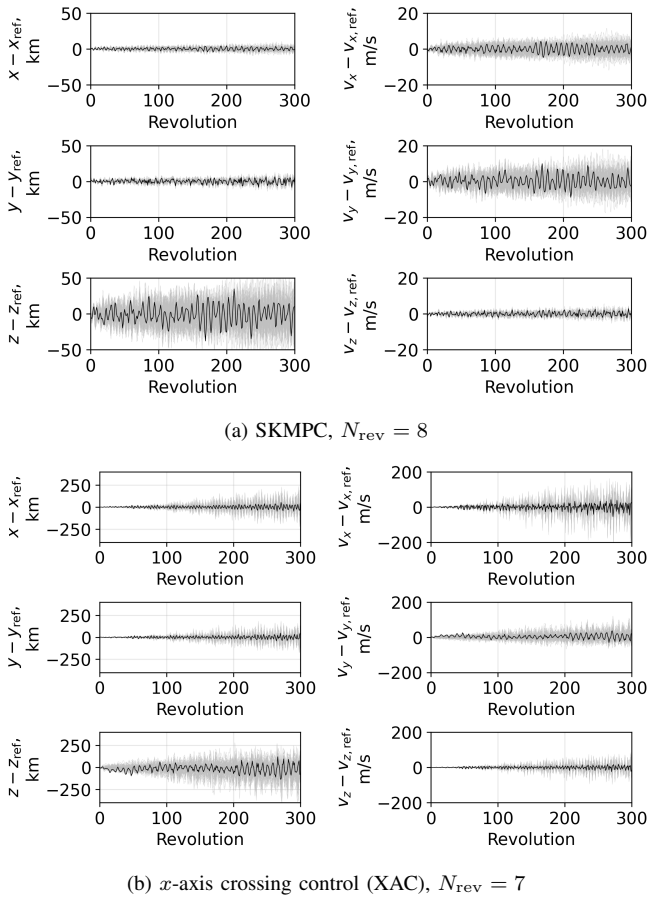 50
0
−50
x − x_ref,
km
0 100 200 300
Revolution
20
0
−20
v_x − v_x,ref,
m/s
0 100 200 300
Revolution
50
0
−50
y − y_ref,
km
0 100 200 300
Revolution
20
0
−20
v_y − v_y,ref,
m/s
0 100 200 300
Revolution
50
0
−50
z − z_ref,
km
0 100 200 300
Revolution
20
0
−20
v_z − v_z,ref,
m/s
0 100 200 300
Revolution
(a) SKMPC, N_rev = 8
250
0
−250
x − x_ref,
km
0 100 200 300
Revolution
200
0
−200
v_x − v_x,ref,
m/s
0 100 200 300
Revolution
250
0
−250
y − y_ref,
km
0 100 200 300
Revolution
200
0
−200
v_y − v_y,ref,
m/s
0 100 200 300
Revolution
250
0
−250
z − z_ref,
km
0 100 200 300
Revolution
200
0
−200
v_z − v_z,ref,
m/s
0 100 200 300
Revolution
(b) x-axis crossing control (XAC), N_rev = 7